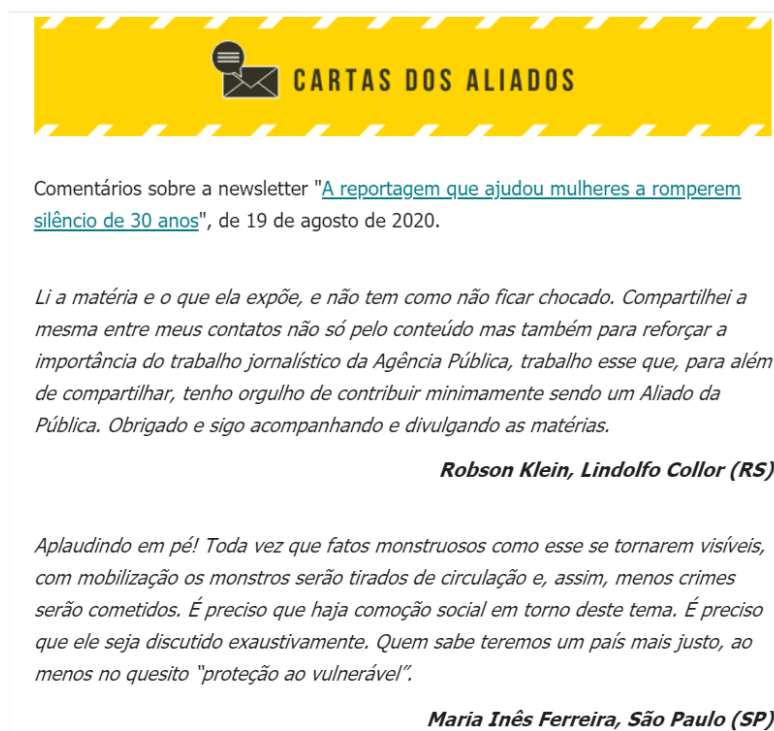 CARTAS DOS ALIADOS
Comentários sobre a newsletter "A reportagem que ajudou mulheres a romperem
silêncio de 30 anos", de 19 de agosto de 2020.
Li a matéria e o que ela expõe, e não tem como não ficar chocado. Compartilhei a
mesma entre meus contatos não só pelo conteúdo mas também para reforçar a
importância do trabalho jornalístico da Agência Pública, trabalho esse que, para além
de compartilhar, tenho orgulho de contribuir minimamente sendo um Aliado da
Pública. Obrigado e sigo acompanhando e divulgando as matérias.
Robson Klein, Lindolfo Collor (RS)
Aplaudindo em pé! Toda vez que fatos monstruosos como esse se tornarem visíveis,
com mobilização os monstros serão tirados de circulação e, assim, menos crimes
serão cometidos. É preciso que haja comoção social em torno deste tema. É preciso
que ele seja discutido exaustivamente. Quem sabe teremos um país mais justo, ao
menos no quesito “proteção ao vulnerável”.
Maria Inês Ferreira, São Paulo (SP)